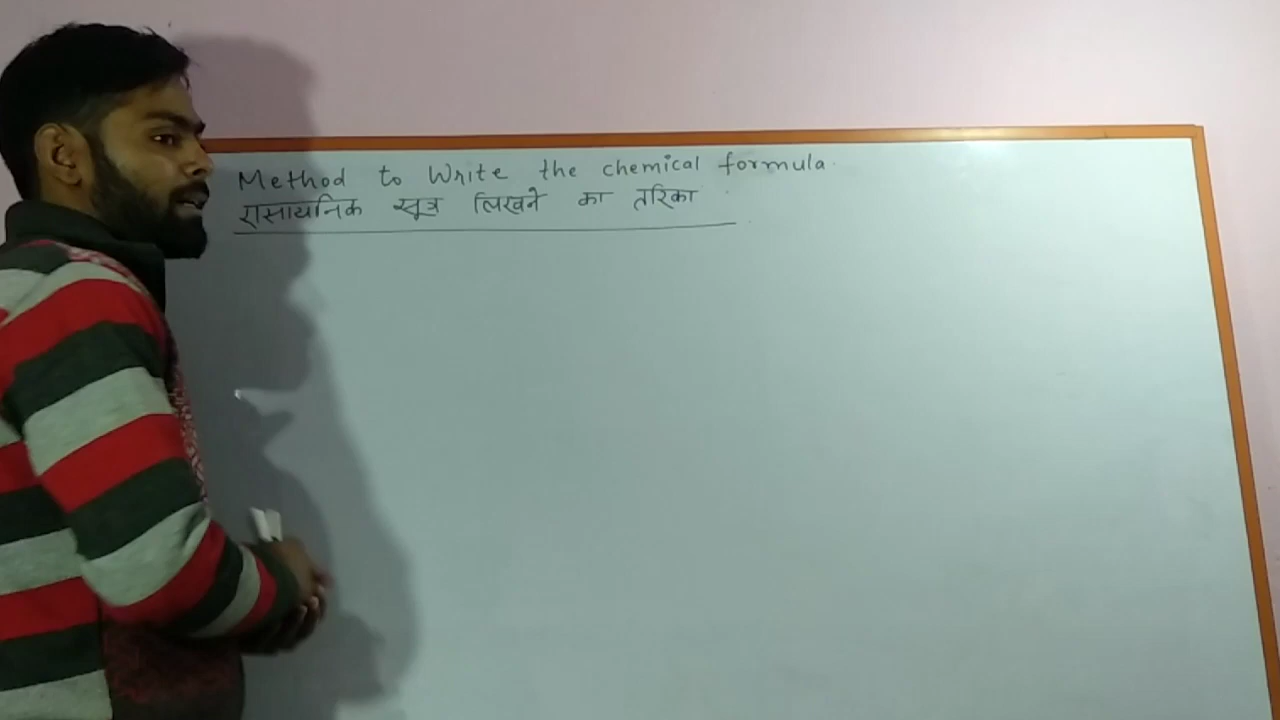 Method to Write the chemical formula.
रासायनिक सूत्र लिखने का तरिका